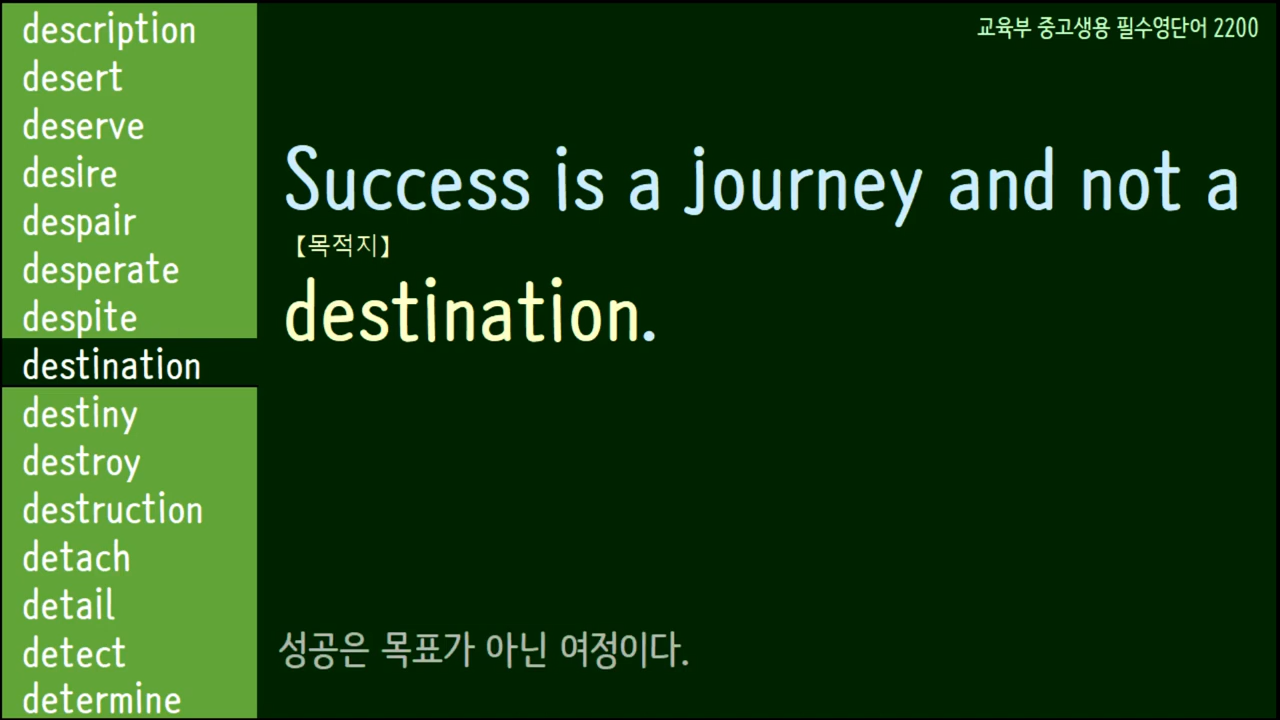 description
desert
deserve
desire
despair
desperate
despite
destination
destiny
destroy
destruction
detach
detail
detect
determine
교육부 중고생용 필수영단어 2200
Success is a journey and not a
【목적지】
destination.
성공은 목표가 아닌 여정이다.